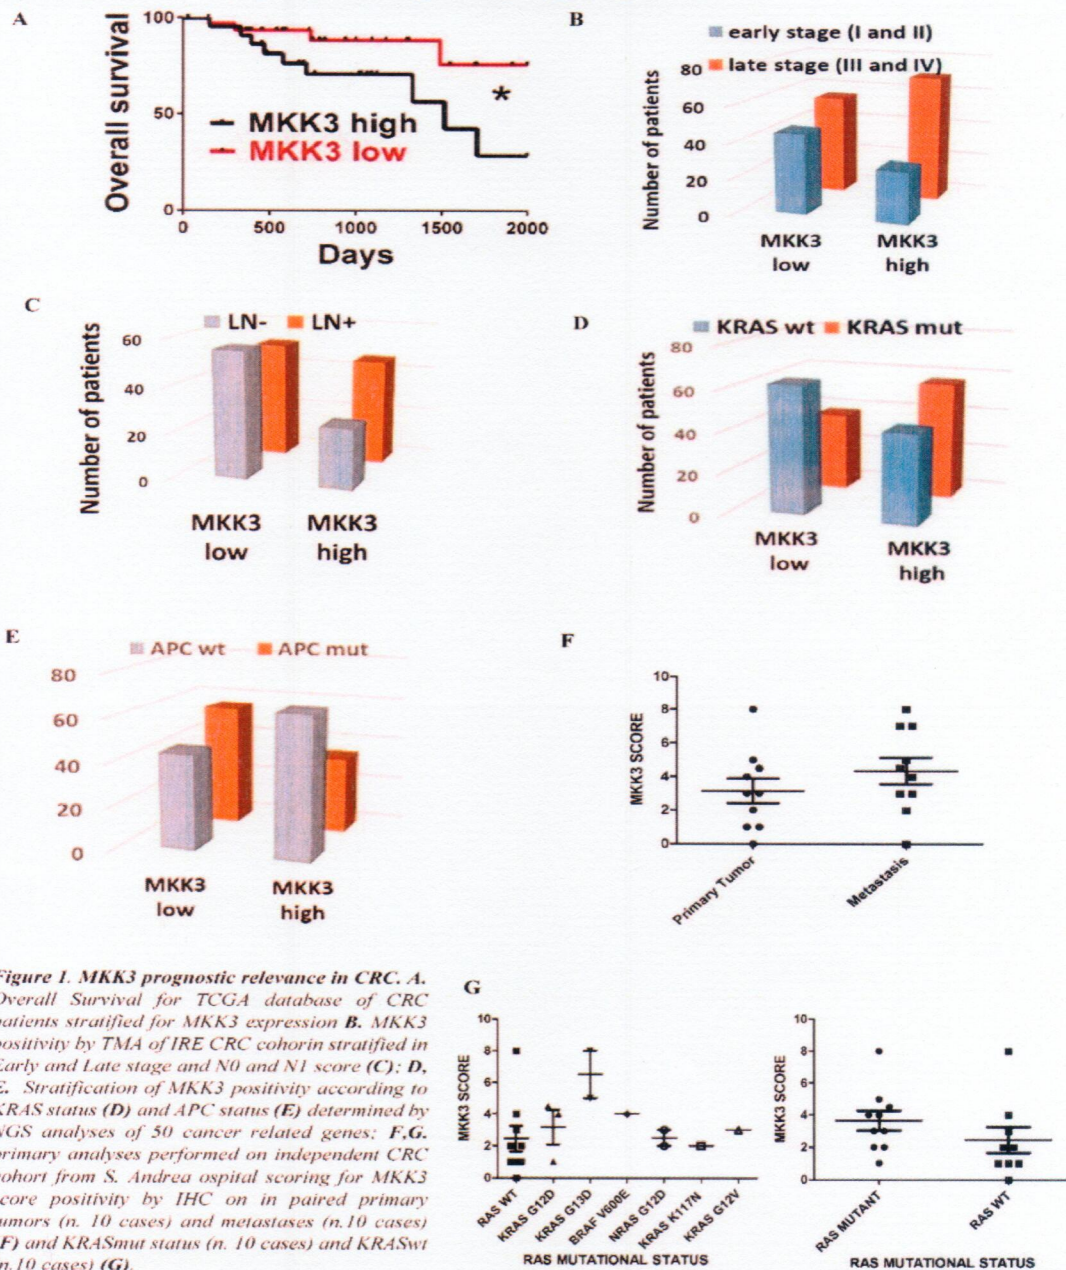 A
Overall survival
100
50
0
MKK3 high
MKK3 low
*
0 500 1000 1500 2000
Days
B
early stage (I and II)
late stage (III and IV)
Number of patients
80
60
40
20
0
MKK3 low
MKK3 high
C
LN- LN+
Number of patients
60
40
20
0
MKK3 low
MKK3 high
D
KRAS wt KRAS mut
Number of patients
80
60
40
20
0
MKK3 low
MKK3 high
E
APC wt APC mut
80
60
40
20
0
MKK3 low
MKK3 high
F
MKK3 SCORE
10
8
6
4
2
0
Primary Tumor
Metastasis
Figure 1. MKK3 prognostic relevance in CRC. A.
Overall Survival for TCGA database of CRC
patients stratified for MKK3 expression B. MKK3
positivity by TMA of IRE CRC cohorin stratified in
Early and Late stage and N0 and N1 score (C); D,
E. Stratification of MKK3 positivity according to
KRAS status (D) and APC status (E) determined by
NGS analyses of 50 cancer related genes; F,G.
primary analyses performed on independent CRC
cohort from S. Andrea ospital scoring for MKK3
score positivity by IHC on in paired primary
tumors (n. 10 cases) and metastases (n.10 cases)
(F) and KRASmut status (n. 10 cases) and KRASwt
(n.10 cases) (G).
G
MKK3 SCORE
10
8
6
4
2
0
RAS WT
KRAS G12D
KRAS G13D
BRAF V600E
NRAS G12D
KRAS K117N
KRAS G12V
RAS MUTATIONAL STATUS
MKK3 SCORE
10
8
6
4
2
0
RAS MUTANT
RAS WT
RAS MUTATIONAL STATUS